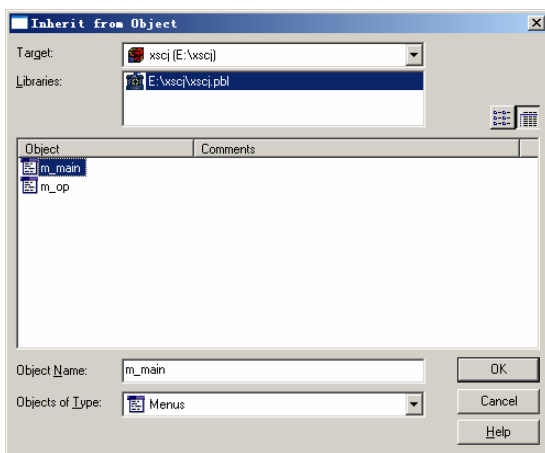 Inherit from Object
Target: xscj (E:\xscj)
Libraries: E:\xscj\xscj.pbl
Object Comments
m_main
m_op
Object Name: m_main OK
Objects of Type: Menus Cancel
Help